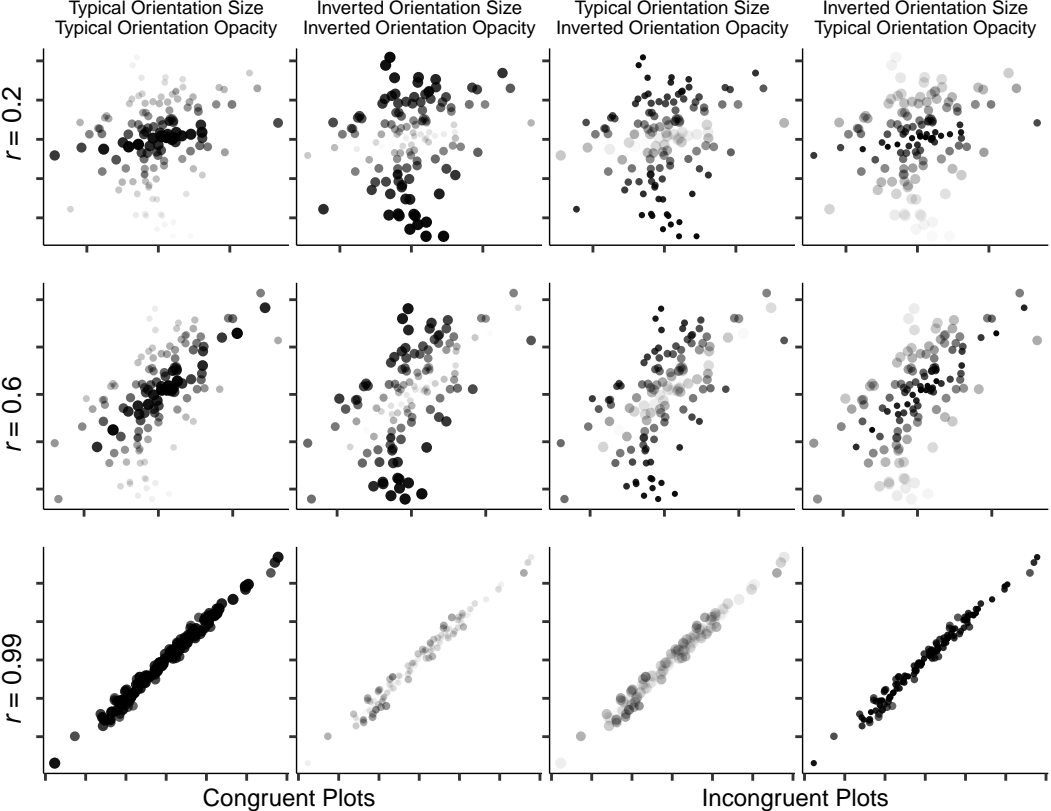 Typical Orientation Size
Typical Orientation Opacity
Inverted Orientation Size
Inverted Orientation Opacity
Typical Orientation Size
Inverted Orientation Opacity
Inverted Orientation Size
Typical Orientation Opacity
r = 0.2
r = 0.6
r = 0.99
Congruent Plots
Incongruent Plots